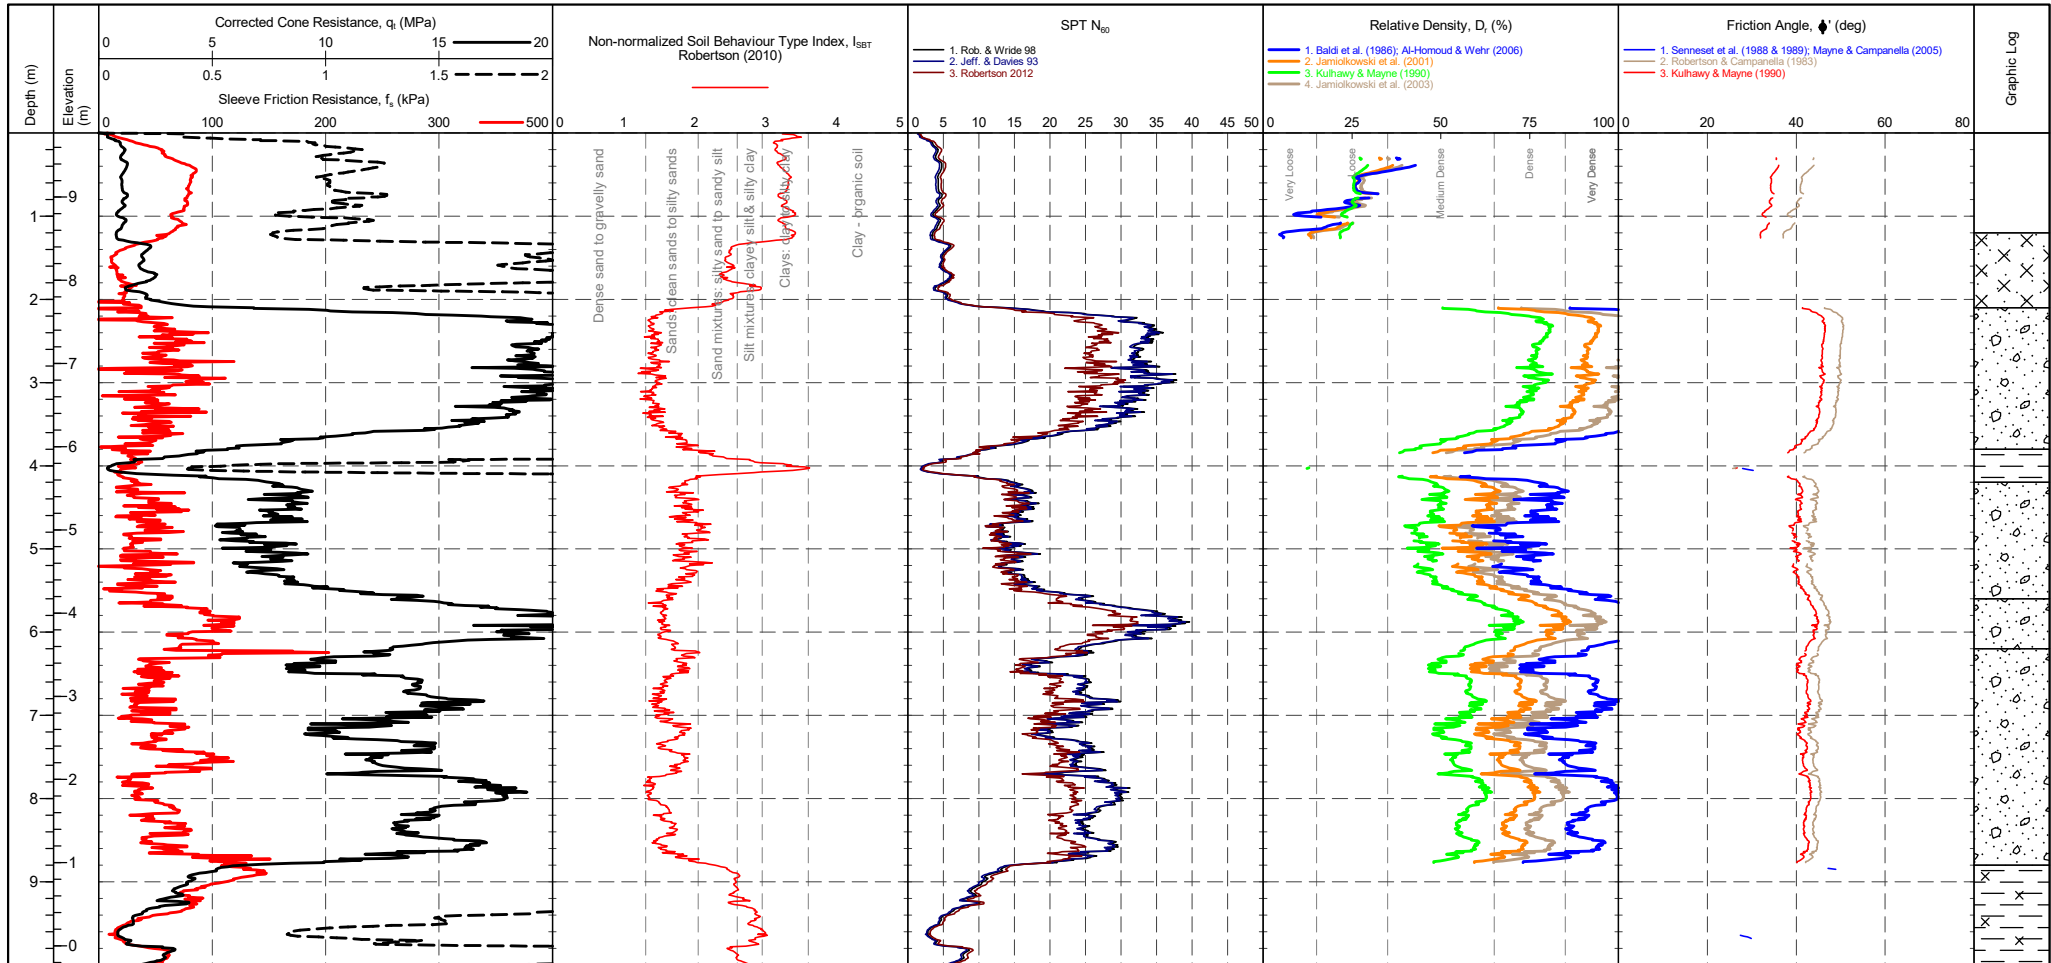 Corrected Cone Resistance, qt (MPa)
0 5 10 15 20
0 0.5 1 1.5 2
Sleeve Friction Resistance, fs (kPa)
0 100 200 300 400 500
Depth (m)
Elevation (m)
Non-normalized Soil Behaviour Type Index, ISBT
Robertson (2010)
0 1 2 3 4 5
Dense sand to gravelly sand
Sands: clean sands to silty sands
Sand mixtures: silty sand to sandy silt
Silt mixtures: clayey silt & silty clay
Clays: clay to silty clay
Clay - organic soil
SPT N60
1. Rob. & Wride 98
2. Jeff. & Davies 93
3. Robertson 2012
0 5 10 15 20 25 30 35 40 45 50
Relative Density, Dr (%)
1. Baldi et al. (1986); Al-Homoud & Wehr (2006)
2. Jamiolkowski et al. (2001)
3. Kulhawy & Mayne (1990)
4. Jamiolkowski et al. (2003)
0 25 50 75 100
Very Loose
Loose
Medium Dense
Dense
Very Dense
Friction Angle, ϕ' (deg)
1. Senneset et al. (1988 & 1989); Mayne & Campanella (2005)
2. Robertson & Campanella (1983)
3. Kulhawy & Mayne (1990)
0 20 40 60 80
Graphic Log
9
1
8
2
7
3
6
4
5
5
4
6
3
7
2
8
1
9
0